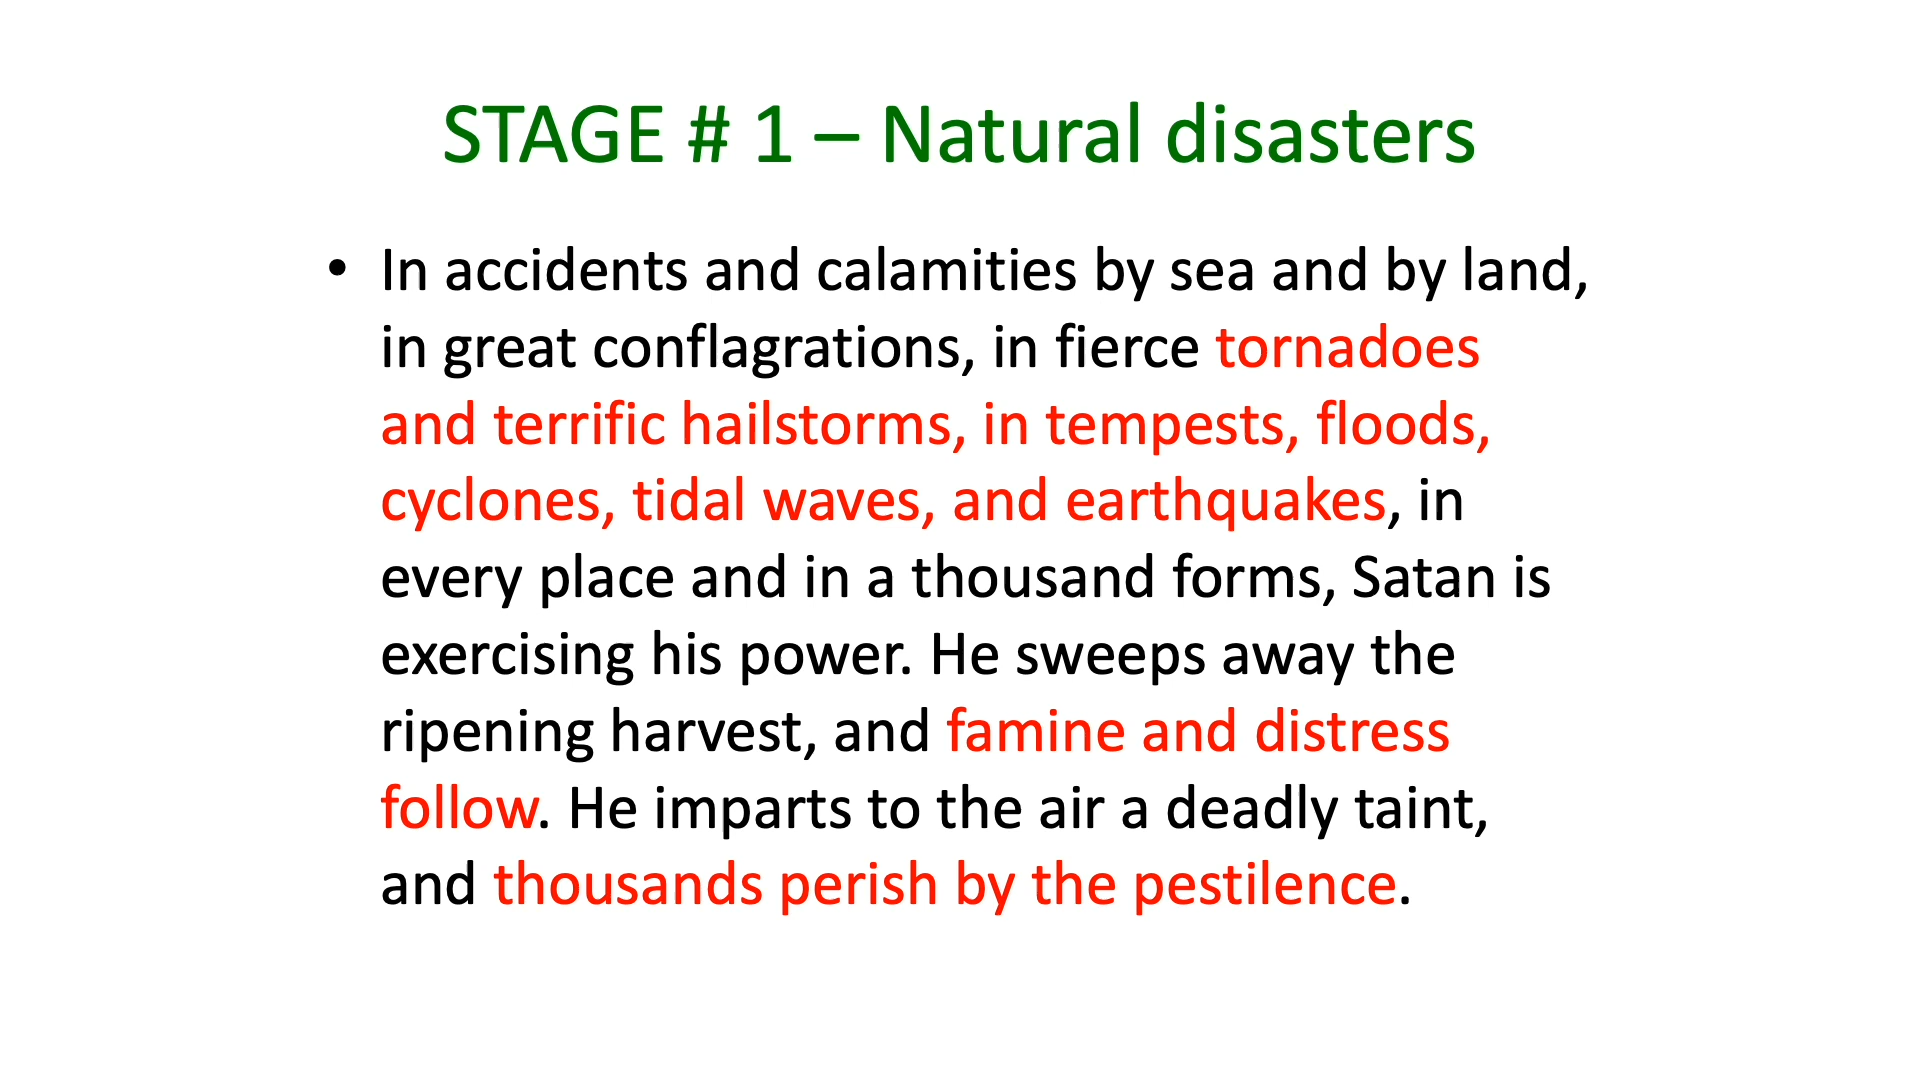 STAGE # 1 – Natural disasters
• In accidents and calamities by sea and by land,
in great conflagrations, in fierce tornadoes
and terrific hailstorms, in tempests, floods,
cyclones, tidal waves, and earthquakes, in
every place and in a thousand forms, Satan is
exercising his power. He sweeps away the
ripening harvest, and famine and distress
follow. He imparts to the air a deadly taint,
and thousands perish by the pestilence.